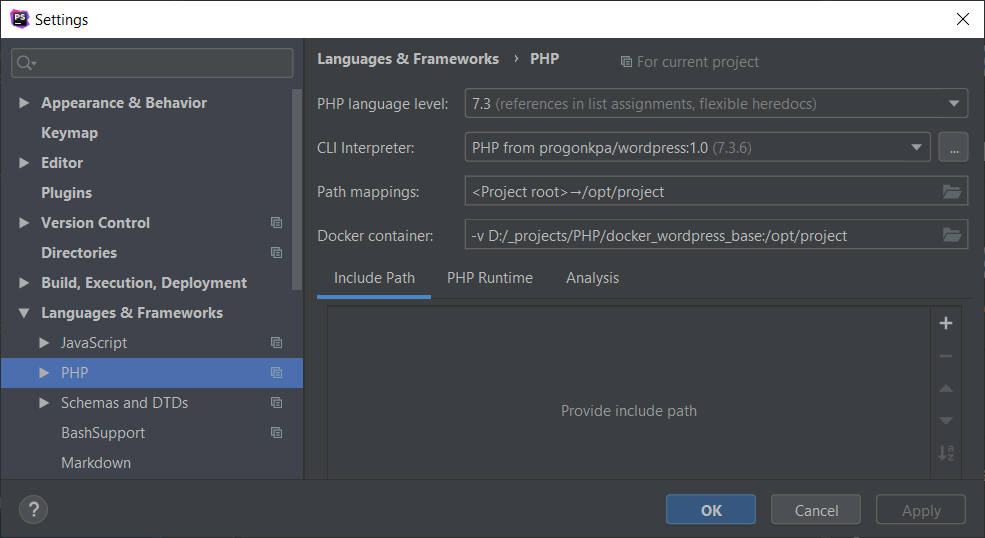 PS Settings
Appearance & Behavior
Keymap
Editor
Plugins
Version Control
Directories
Build, Execution, Deployment
Languages & Frameworks
JavaScript
PHP
Schemas and DTDs
BashSupport
Markdown
Languages & Frameworks › PHP For current project
PHP language level: 7.3 (references in list assignments, flexible heredocs)
CLI Interpreter: PHP from progonkpa/wordpress:1.0 (7.3.6) ...
Path mappings: <Project root>→/opt/project
Docker container: -v D:/_projects/PHP/docker_wordpress_base:/opt/project
Include Path PHP Runtime Analysis
Provide include path
? OK Cancel Apply